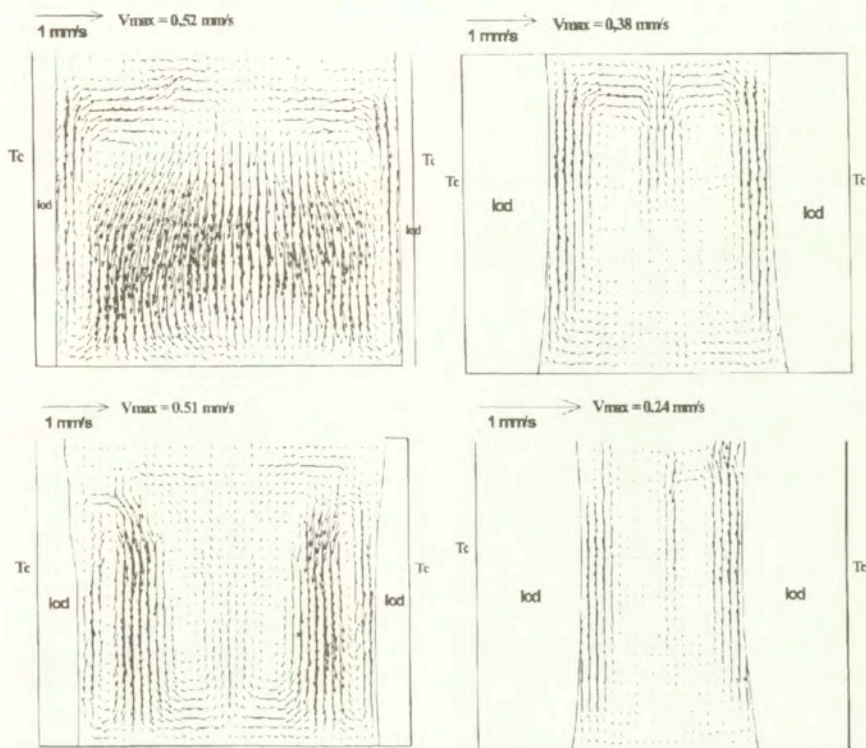 Vmax = 0,52 mm/s
1 mm/s
Vmax = 0,38 mm/s
1 mm/s
Tc
lod
Tc
lod
Tc
lod
lod
Tc
Vmax = 0.51 mm/s
1 mm/s
Vmax = 0.24 mm/s
1 mm/s
Tc
lod
lod
Tc
Tc
lod
lod
Tc